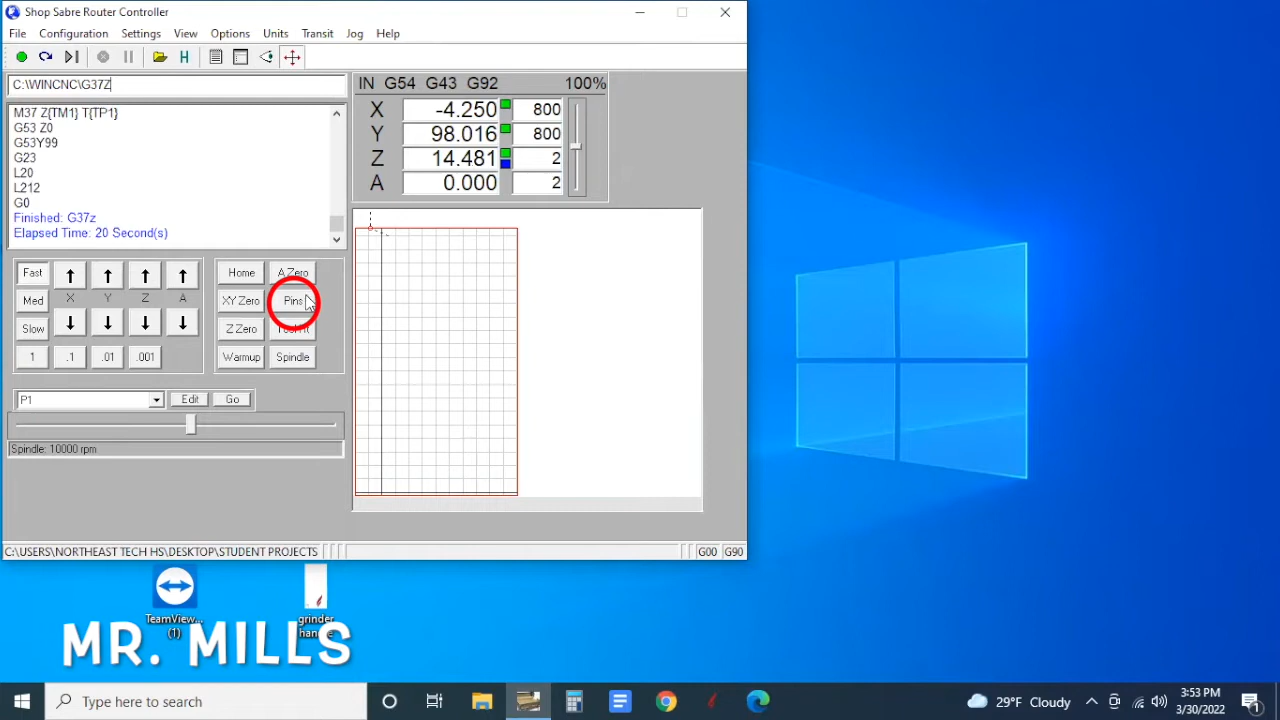 Shop Sabre Router Controller
File Configuration Settings View Options Units Transit Jog Help
H
C:\WINCNC\G37Z
IN G54 G43 G92 100%
M37 Z{TM1} T{TP1}
G53 Z0
G53Y99
G23
L20
L212
G0
Finished: G37z
Elapsed Time: 20 Second(s)
X -4.250 800
Y 98.016 800
Z 14.481 2
A 0.000 2
Fast
Med X Y Z A
Slow
1 .1 .01 .001
Home A Zero
XY Zero Pins
Z Zero
Warmup Spindle
P1 Edit Go
Spindle: 10000 rpm
C:\USERS\NORTHEAST TECH HS\DESKTOP\STUDENT PROJECTS G00 G90
TeamView...
(1)
grinder
handle
MR. MILLS
Type here to search
29°F Cloudy
3:53 PM
3/30/2022
1